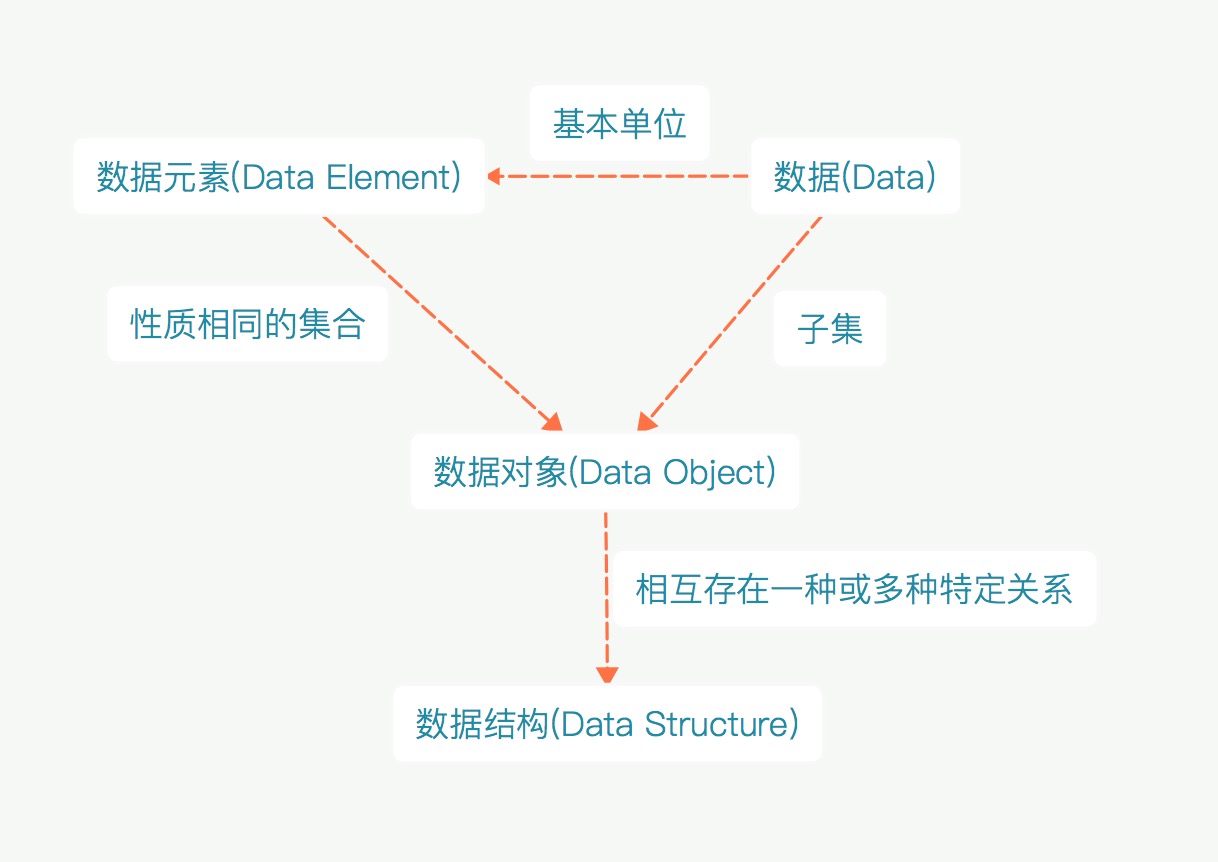 基本单位
数据元素(Data Element)
数据(Data)
性质相同的集合
子集
数据对象(Data Object)
相互存在一种或多种特定关系
数据结构(Data Structure)